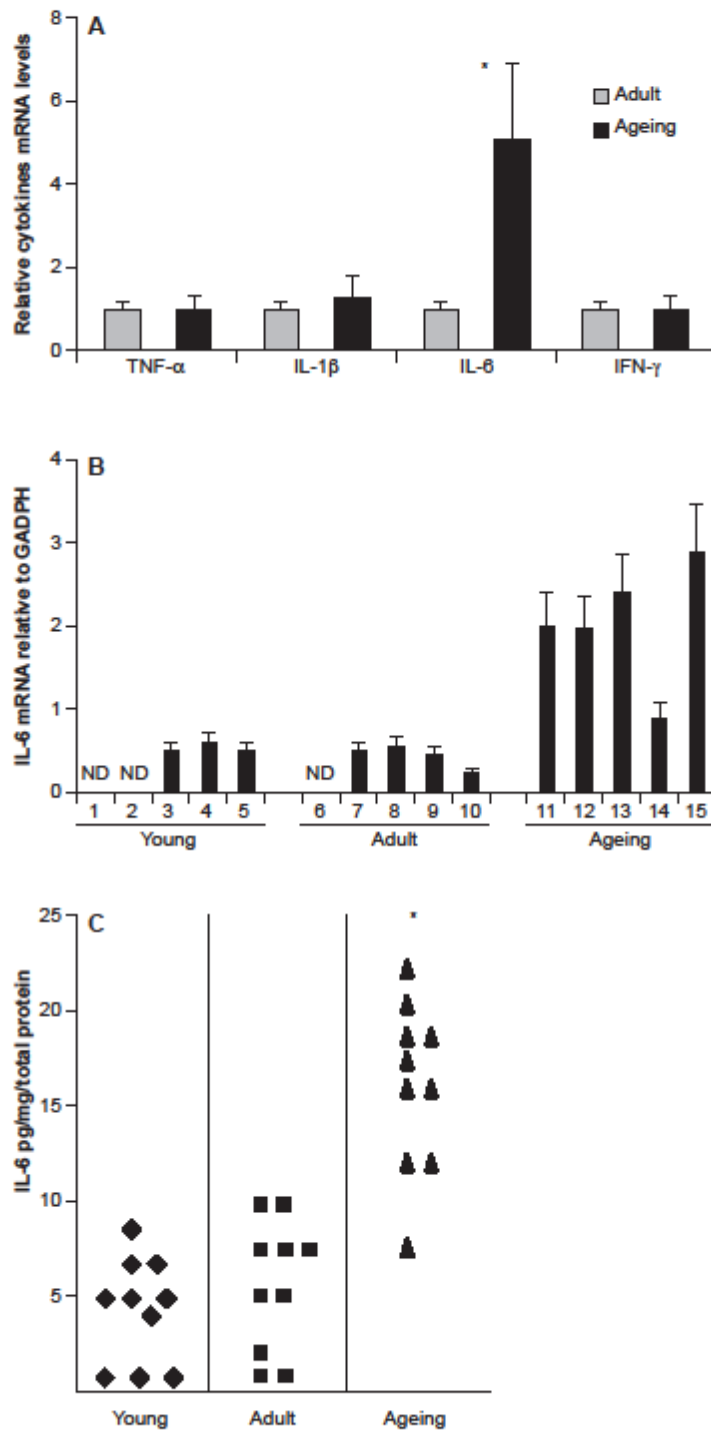 A
Relative cytokines mRNA levels
8
*
Adult
6
Ageing
4
2
0
TNF-α IL-1β IL-6 IFN-γ
B
IL-6 mRNA relative to GADPH
4
3
2
1
ND ND ND
0
1 2 3 4 5 6 7 8 9 10 11 12 13 14 15
Young Adult Ageing
C
IL-6 pg/mg/total protein
25
*
20
15
10
5
Young Adult Ageing